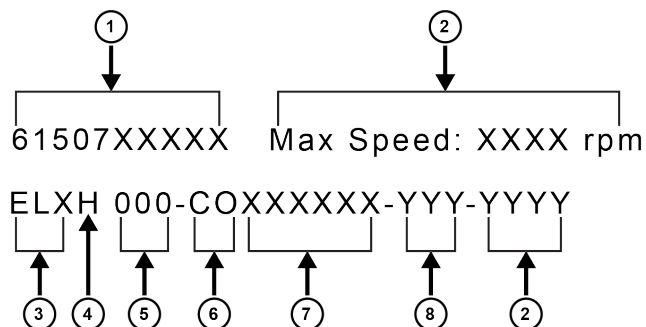 1 2
61507XXXXX Max Speed: XXXX rpm
ELXH 000-COXXXXXX-YYY-YYYY
3 4 5 6 7 8 2